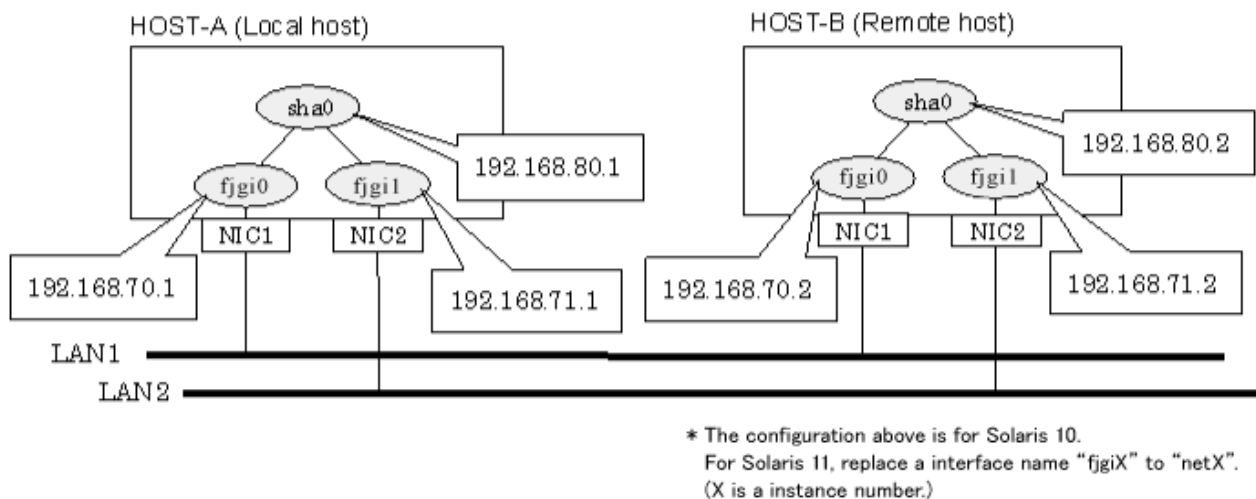 HOST-A (Local host)
HOST-B (Remote host)
sha0
sha0
192.168.80.1
192.168.80.2
fjgi0
fjgi1
fjgi0
fjgi1
NIC1
NIC2
NIC1
NIC2
192.168.70.1
192.168.71.1
192.168.70.2
192.168.71.2
LAN1
LAN2
* The configuration above is for Solaris 10.
For Solaris 11, replace a interface name “fjgiX” to “netX”.
(X is a instance number.)